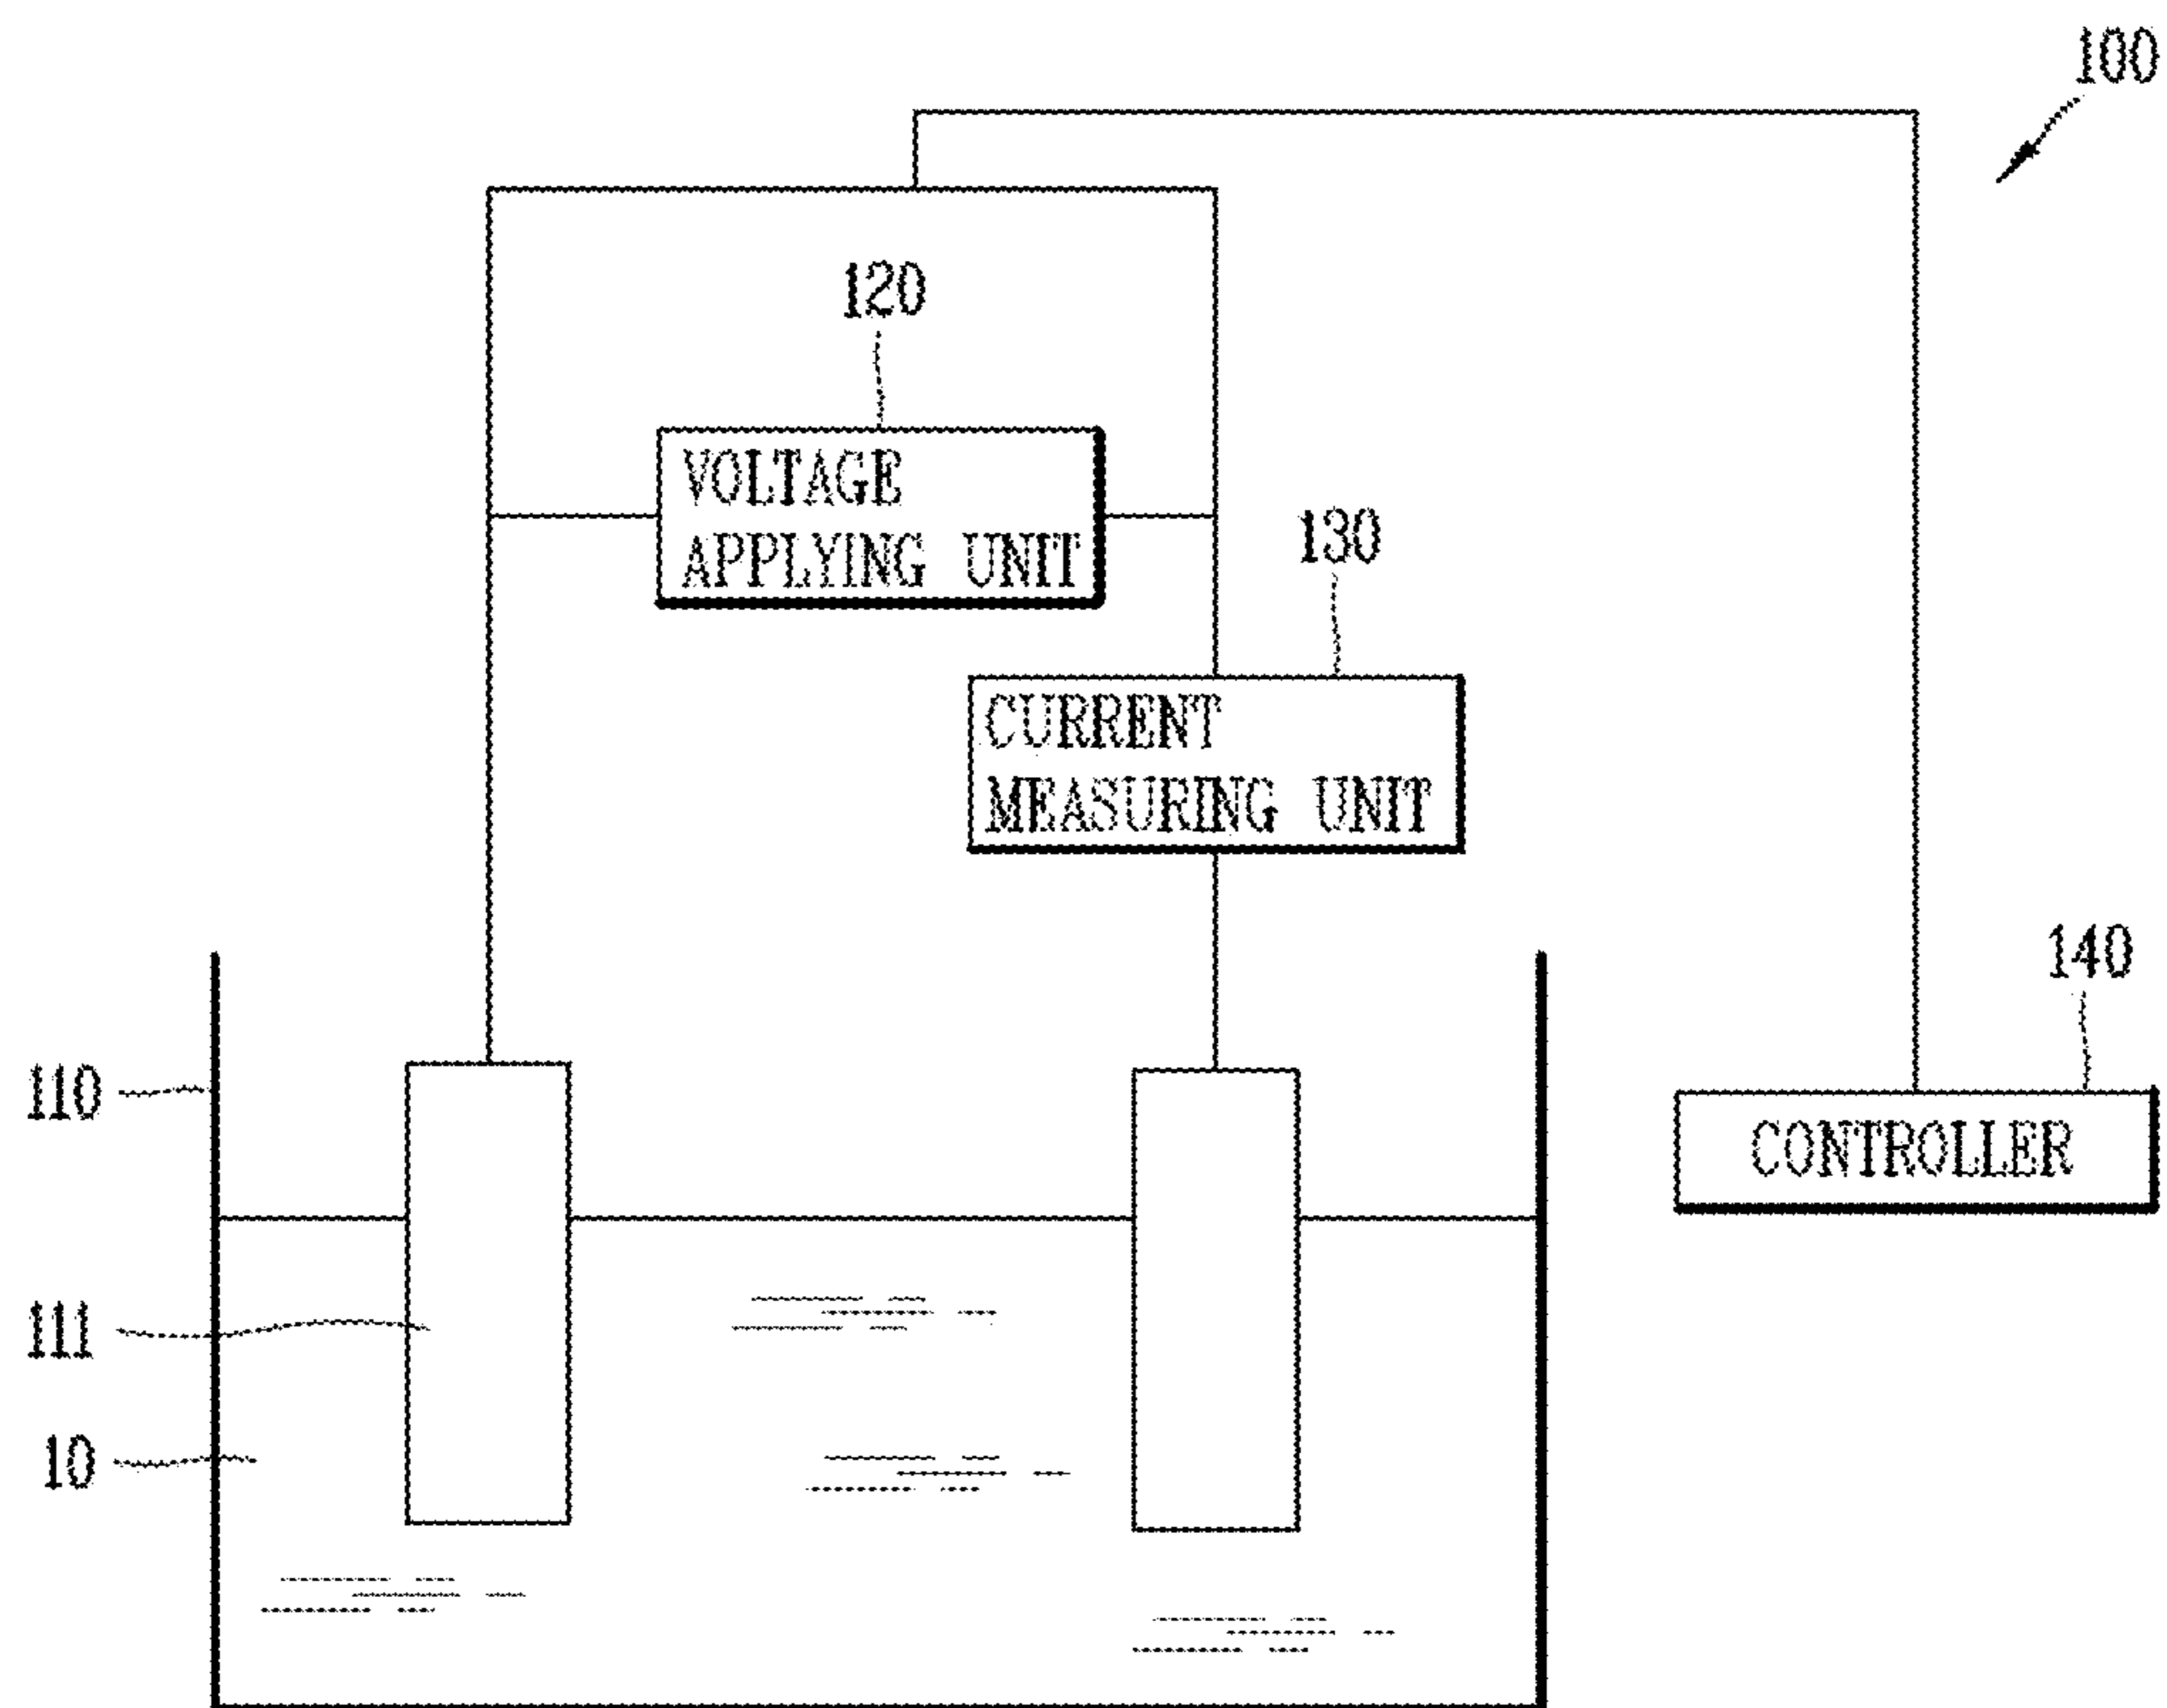 100
120
VOLTAGE
APPLYING UNIT
130
CURRENT
MEASURING UNIT
140
110
CONTROLLER
111
10